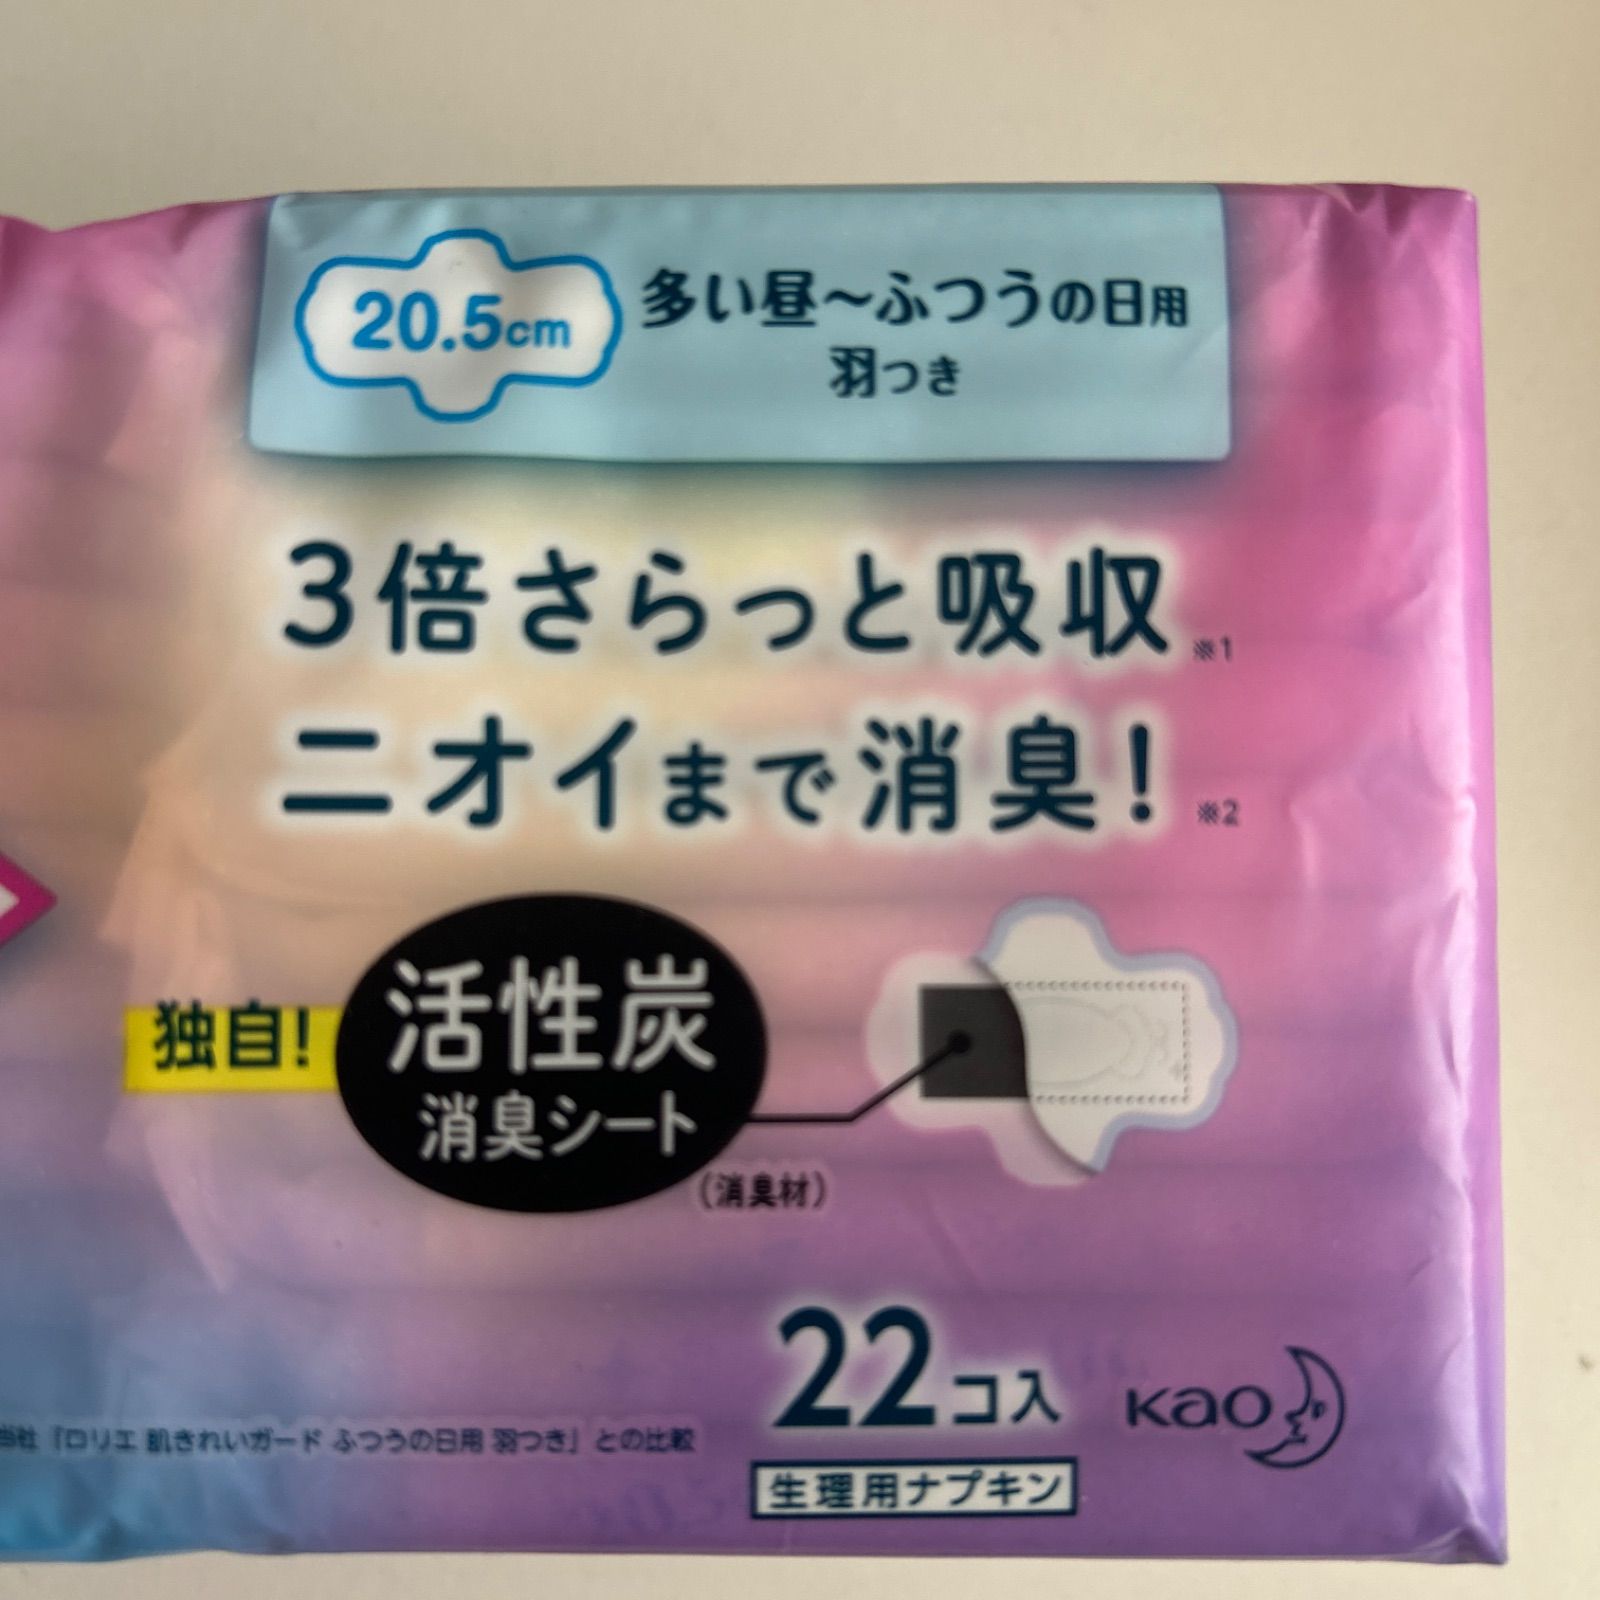 20.5cm
多い昼～ふつうの日用
羽つき
3倍さらっと吸収※1
ニオイまで消臭！※2
独自！
活性炭
消臭シート
（消臭材）
22コ入
Kao
当社「ロリエ 肌きれいガード ふつうの日用 羽つき」との比較
生理用ナプキン